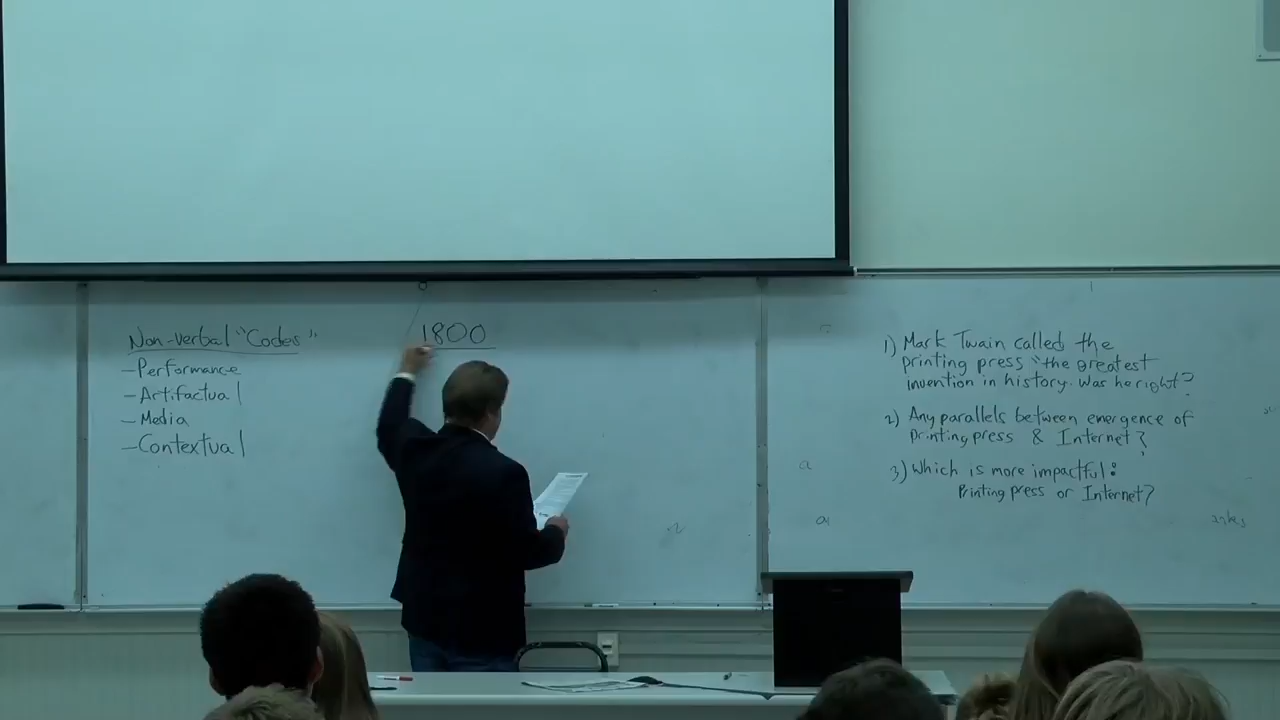 Non-verbal "Codes"
-Performance
-Artifactual
-Media
-Contextual
1800
1) Mark Twain called the
printing press "the greatest
invention in history. Was he right?
2) Any parallels between emergence of
Printing press & Internet?
3) Which is more impactful:
Printing press or Internet?